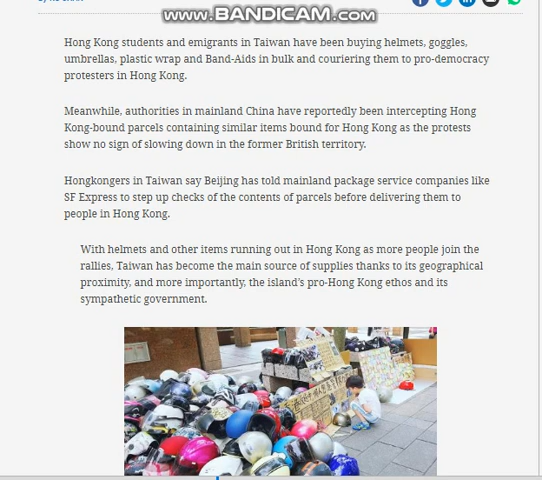 www.BANDICAM.com
Hong Kong students and emigrants in Taiwan have been buying helmets, goggles,
umbrellas, plastic wrap and Band-Aids in bulk and couriering them to pro-democracy
protesters in Hong Kong.
Meanwhile, authorities in mainland China have reportedly been intercepting Hong
Kong-bound parcels containing similar items bound for Hong Kong as the protests
show no sign of slowing down in the former British territory.
Hongkongers in Taiwan say Beijing has told mainland package service companies like
SF Express to step up checks of the contents of parcels before delivering them to
people in Hong Kong.
With helmets and other items running out in Hong Kong as more people join the
rallies, Taiwan has become the main source of supplies thanks to its geographical
proximity, and more importantly, the island's pro-Hong Kong ethos and its
sympathetic government.